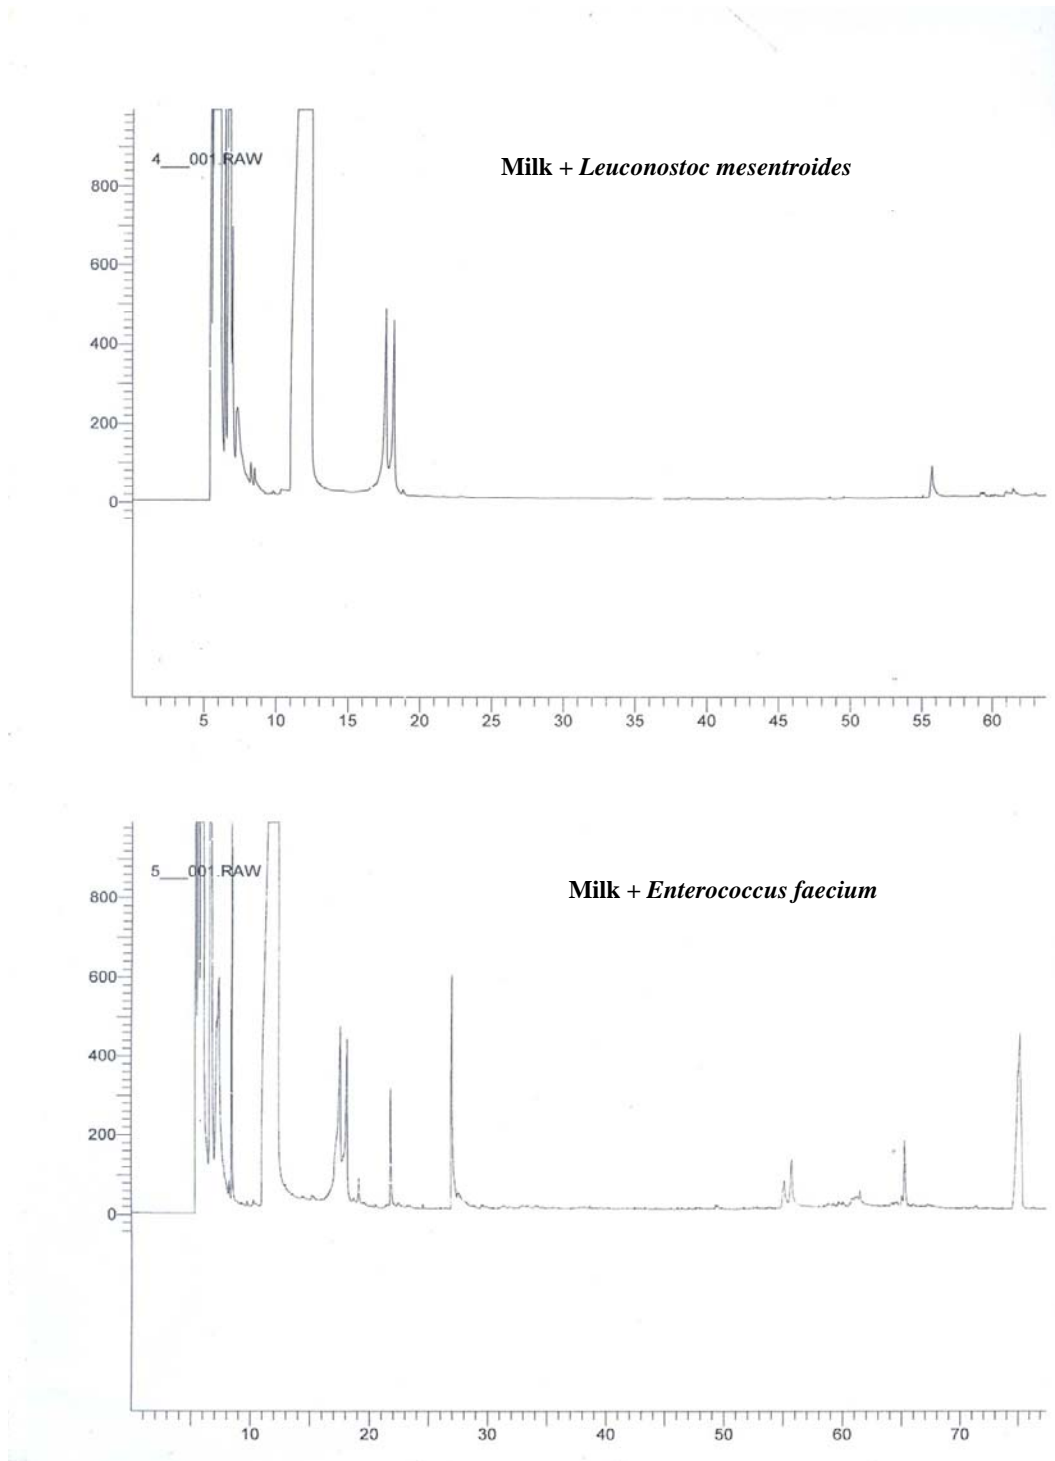 4___001.RAW
Milk + Leuconostoc mesentroides
800
600
400
200
0
5 10 15 20 25 30 35 40 45 50 55 60
5___001.RAW
Milk + Enterococcus faecium
800
600
400
200
0
10 20 30 40 50 60 70